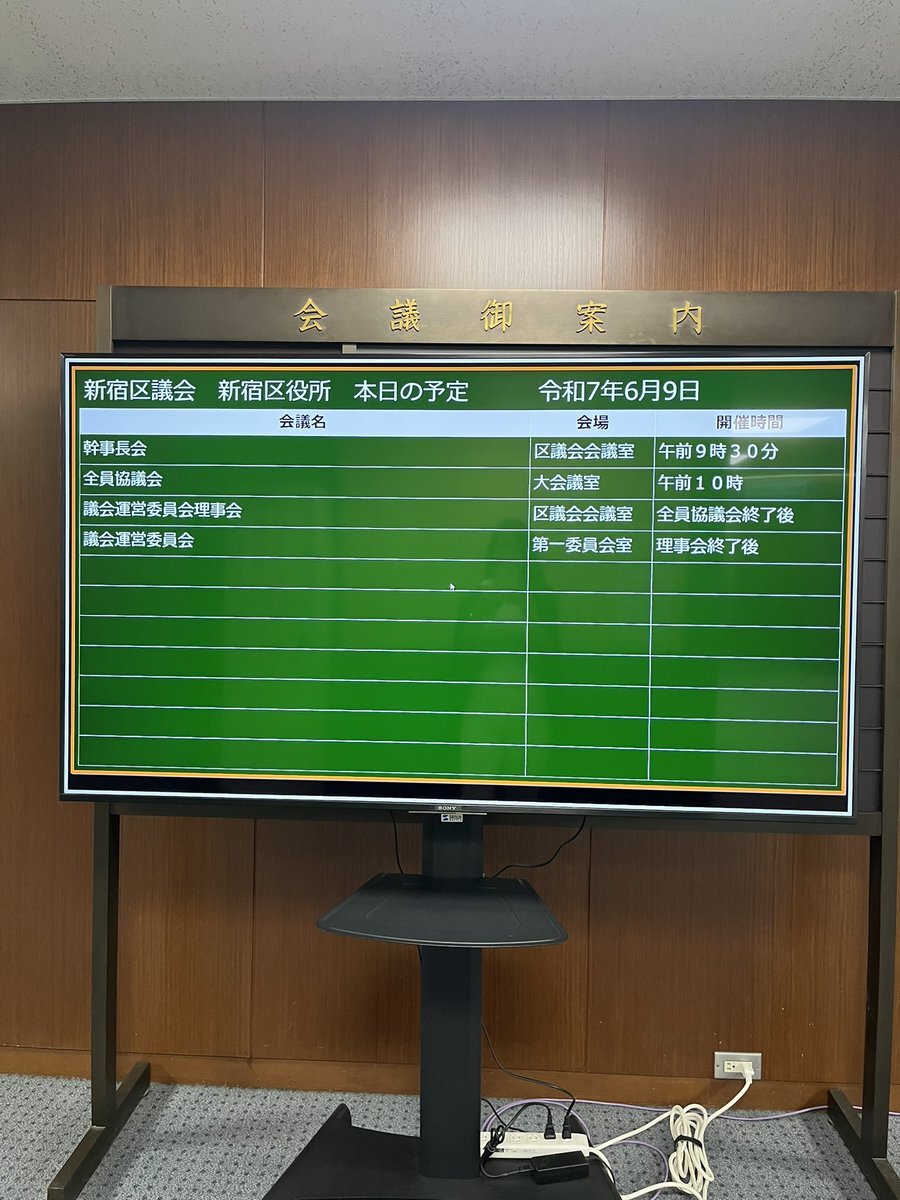 会議御案内
新宿区議会 新宿区役所 本日の予定 令和7年6月9日
会議名 会場 開催時間
幹事長会 区議会会議室 午前９時３０分
全員協議会 大会議室 午前１０時
議会運営委員会理事会 区議会会議室 全員協議会終了後
議会運営委員会 第一委員会室 理事会終了後
SONY